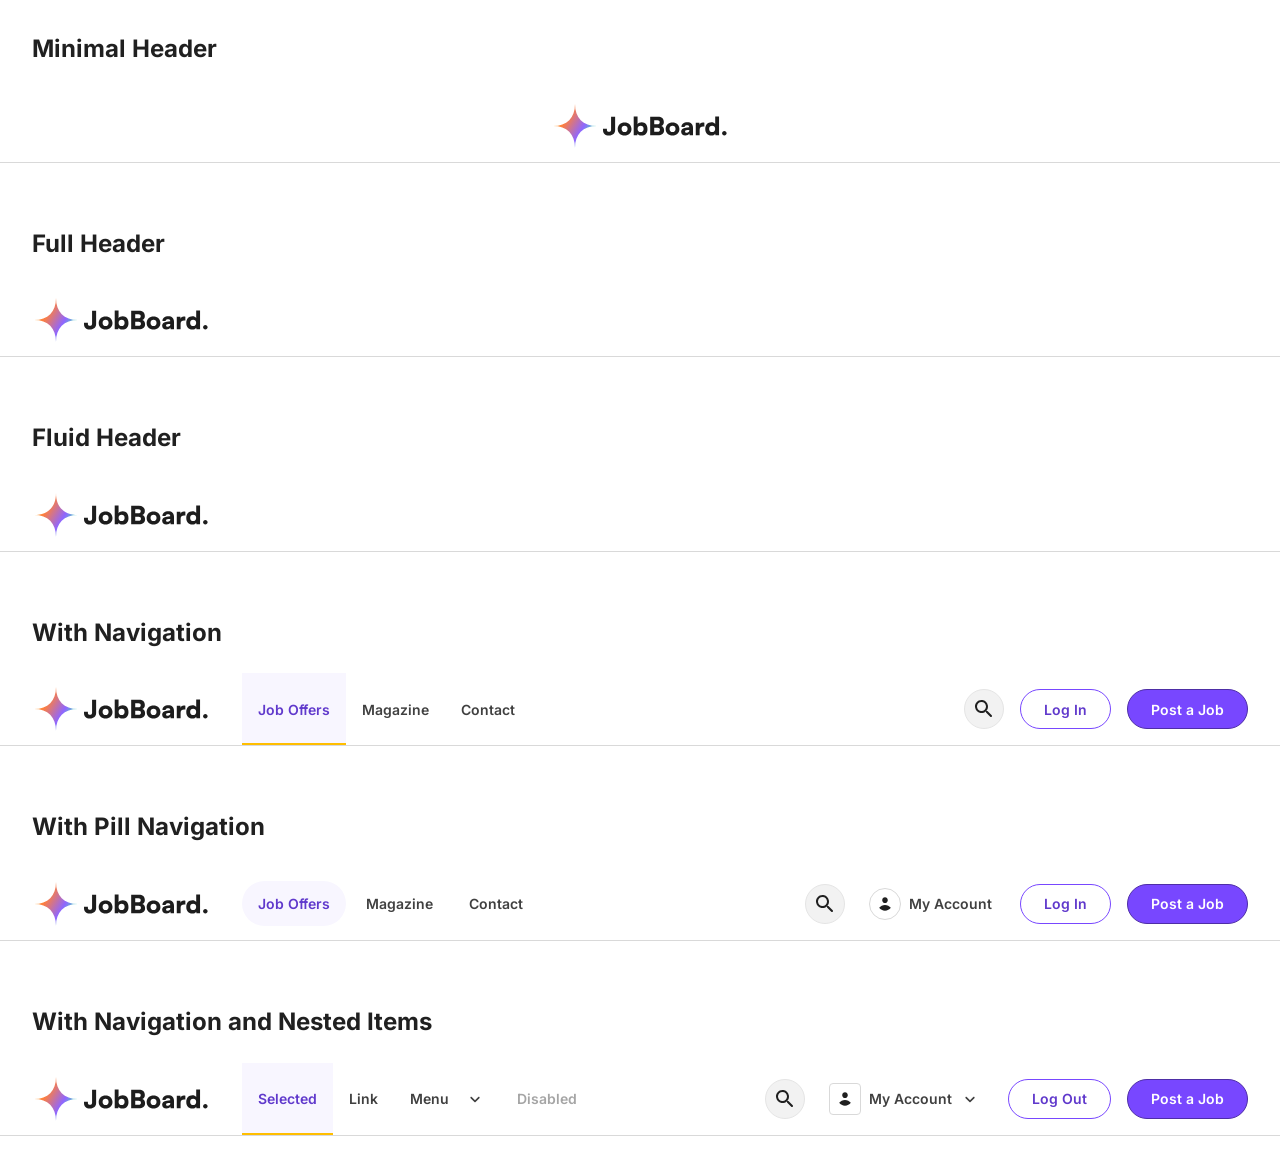 Minimal Header
JobBoard.
Full Header
JobBoard.
Fluid Header
JobBoard.
With Navigation
JobBoard. Job Offers Magazine Contact Log In Post a Job
With Pill Navigation
JobBoard. Job Offers Magazine Contact My Account Log In Post a Job
With Navigation and Nested Items
JobBoard. Selected Link Menu Disabled My Account Log Out Post a Job